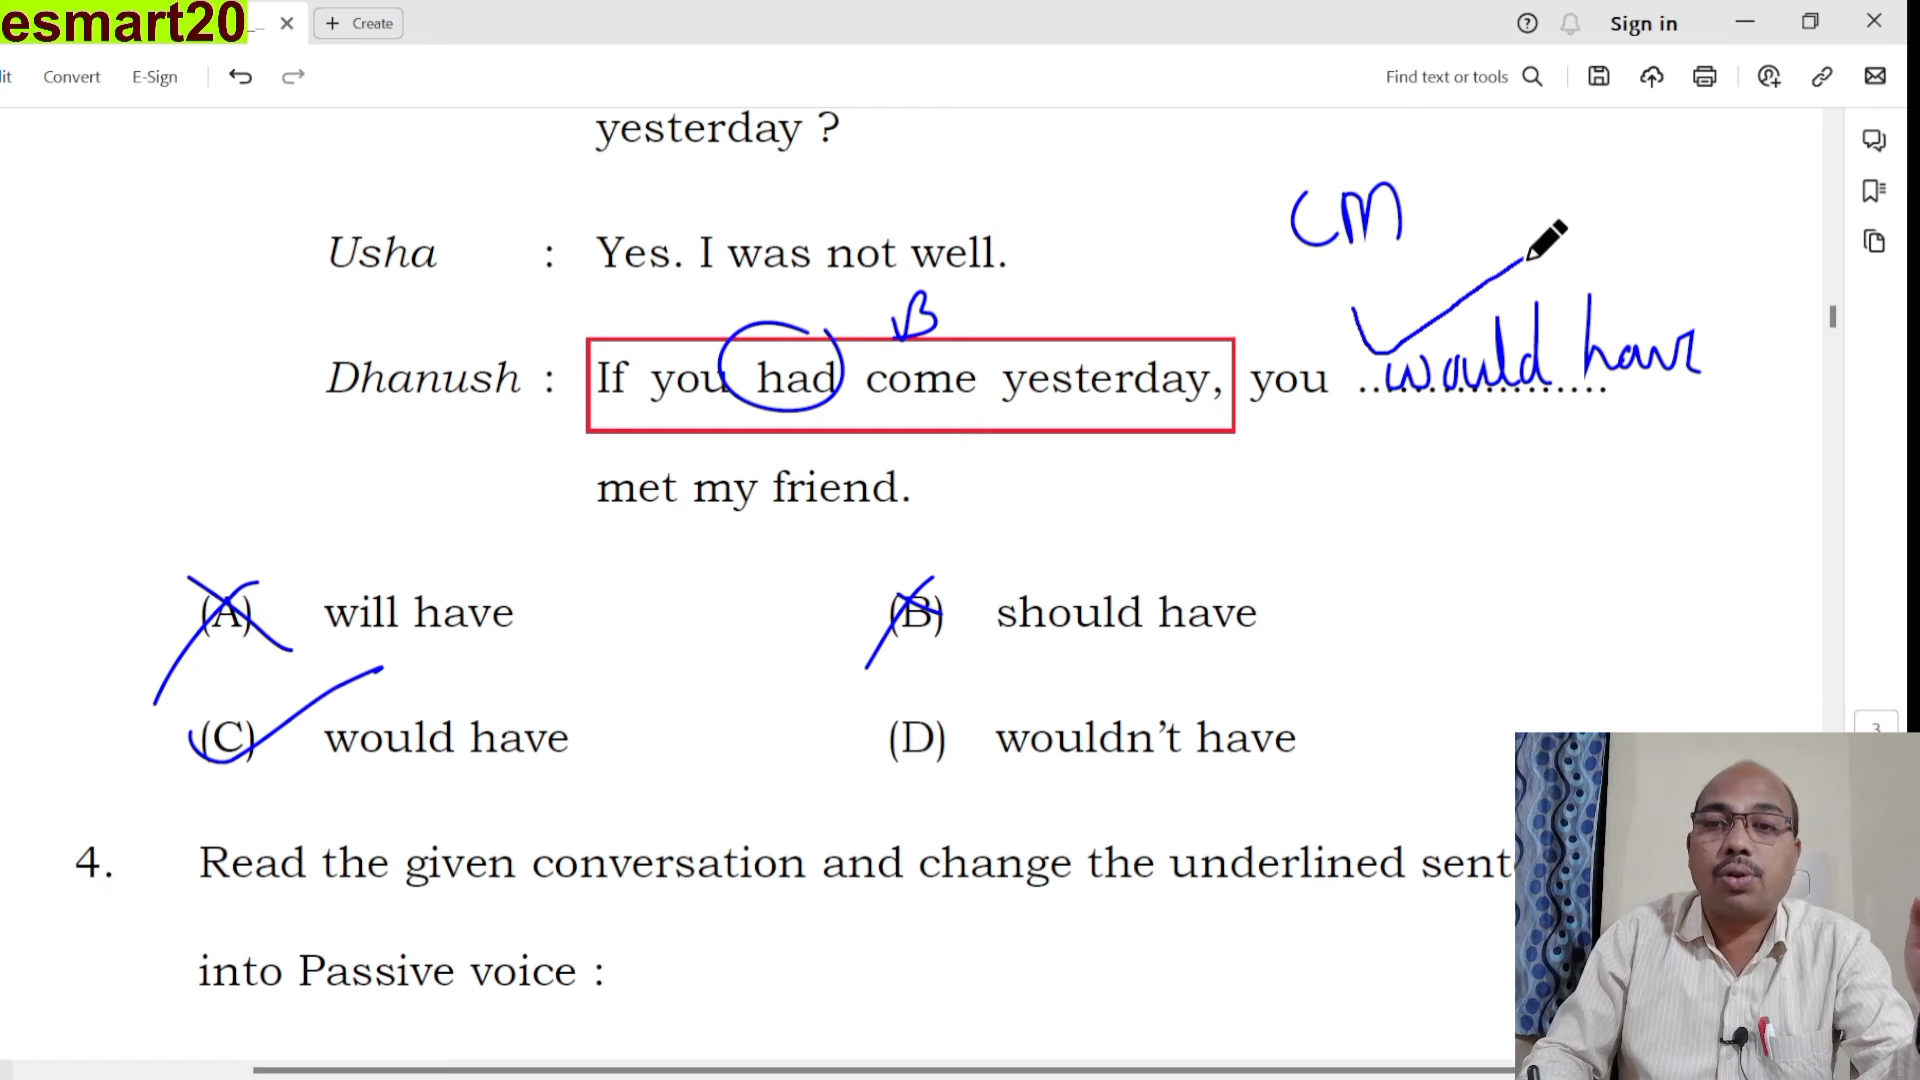 esmart20
+ Create
Sign in
it Convert E-Sign
Find text or tools
yesterday ?
CM
Usha : Yes. I was not well.
would have
Dhanush : If you had come yesterday, you ..................
met my friend.
(A) will have (B) should have
(C) would have (D) wouldn't have
3
4. Read the given conversation and change the underlined sent
into Passive voice :